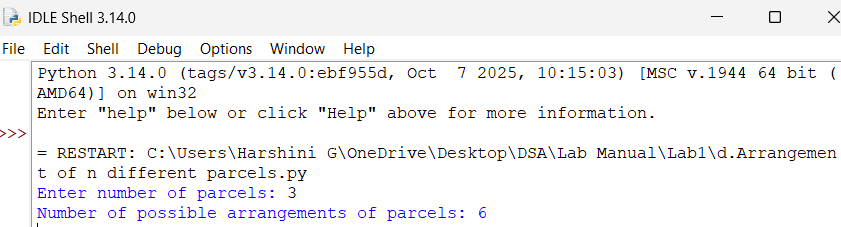 IDLE Shell 3.14.0
File Edit Shell Debug Options Window Help
Python 3.14.0 (tags/v3.14.0:ebf955d, Oct  7 2025, 10:15:03) [MSC v.1944 64 bit (
AMD64)] on win32
Enter "help" below or click "Help" above for more information.
>>>
= RESTART: C:\Users\Harshini G\OneDrive\Desktop\DSA\Lab Manual\Lab1\d.Arrangemen
t of n different parcels.py
Enter number of parcels: 3
Number of possible arrangements of parcels: 6